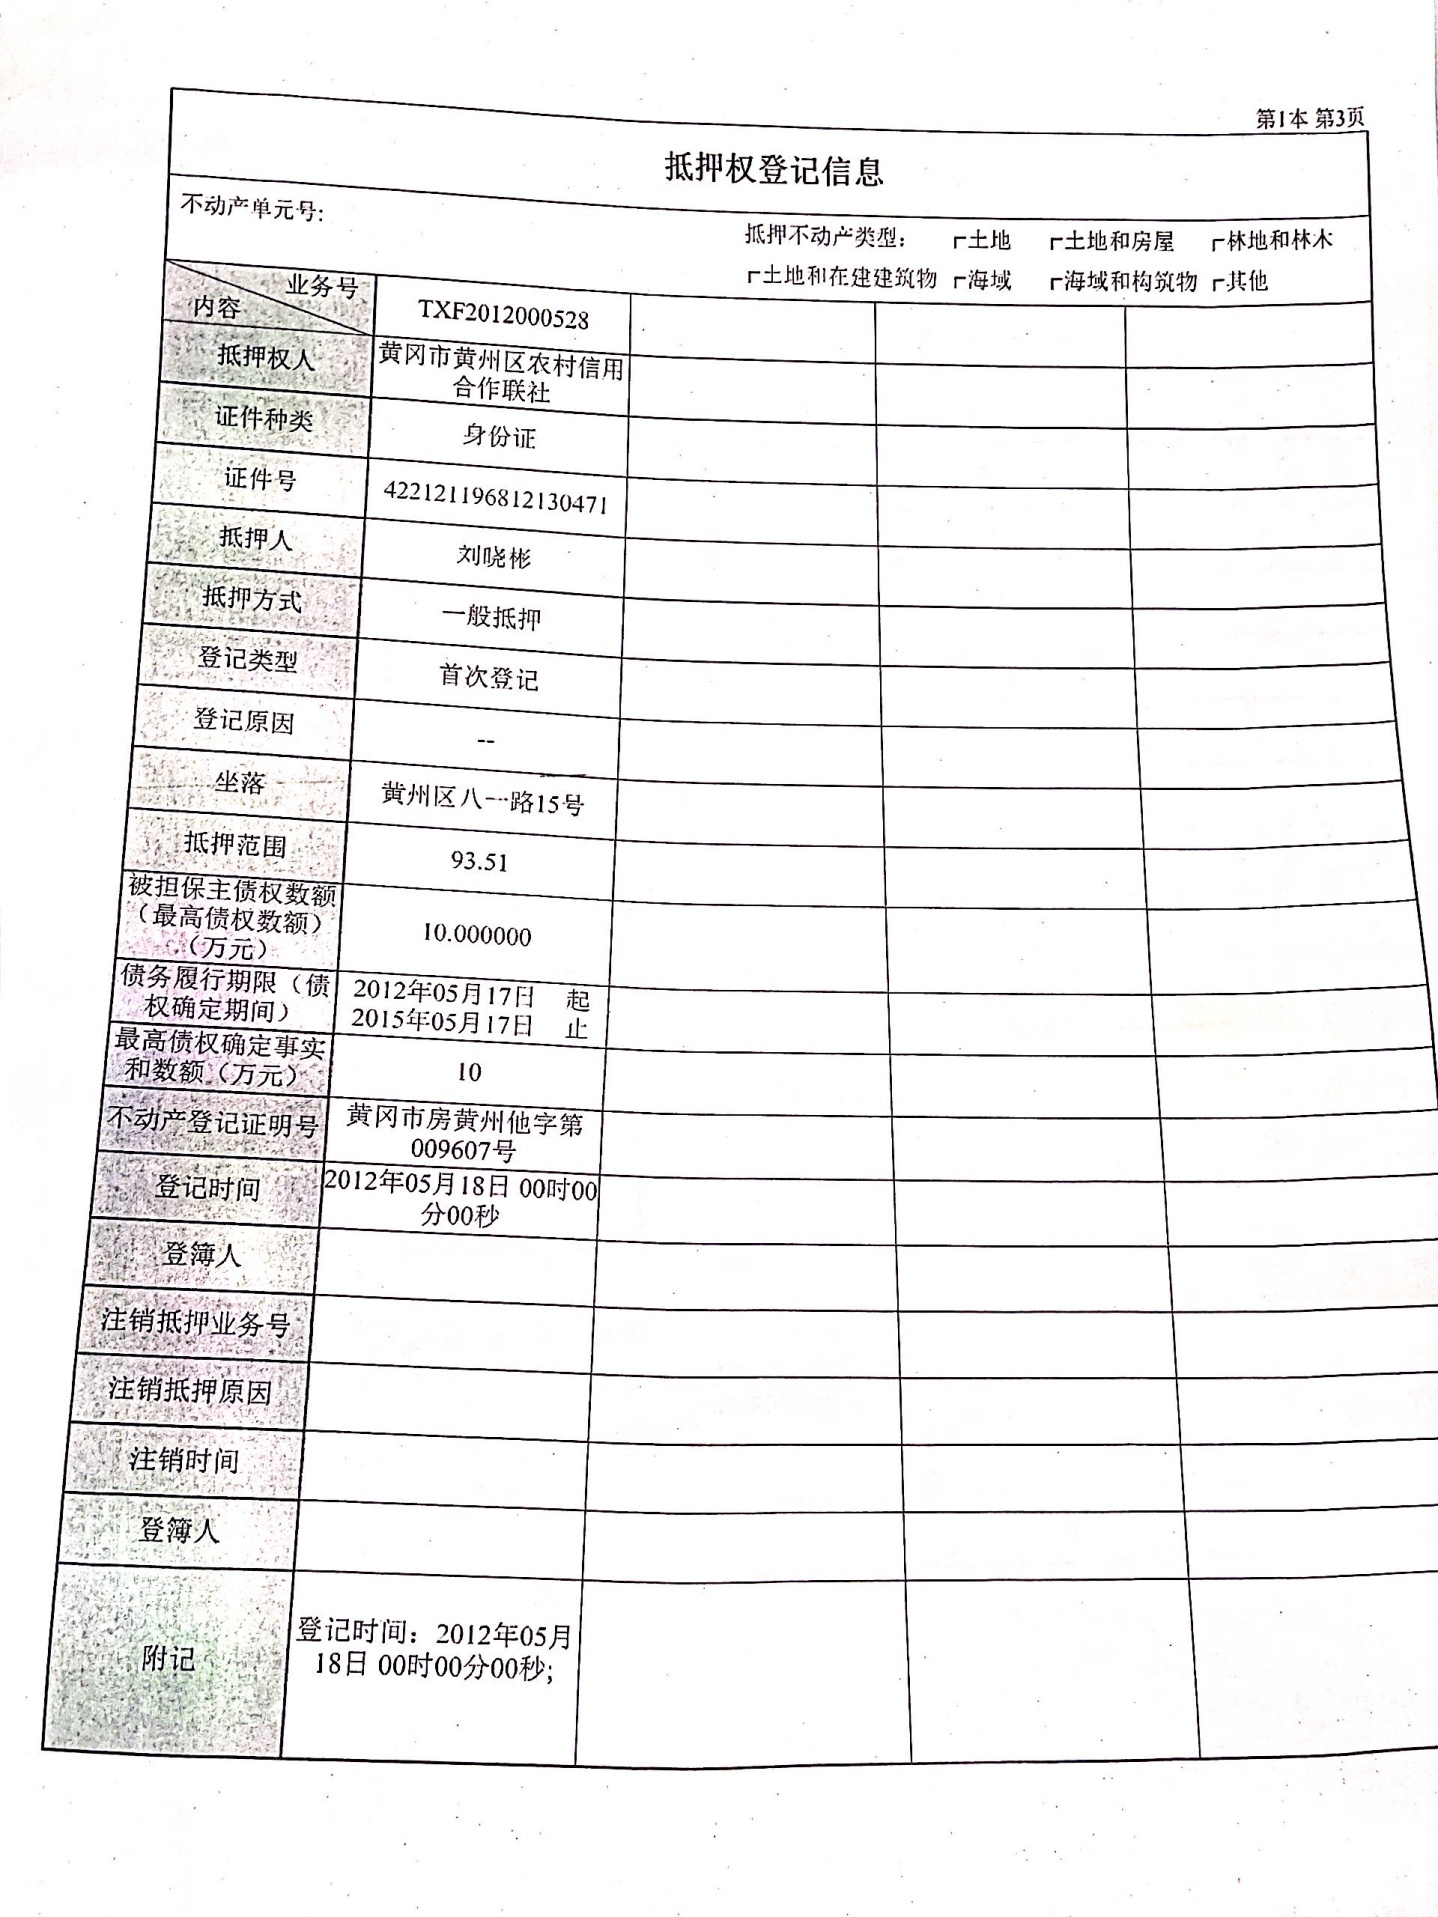 第1本 第3页
抵押权登记信息
不动产单元号:
抵押不动产类型: 土地 土地和房屋 林地和林木
土地和在建建筑物 海域 海域和构筑物 其他
业务号
内容
TXF2012000528
抵押权人
黄冈市黄州区农村信用
合作联社
证件种类
身份证
证件号
422121196812130471
抵押人
刘晓彬
抵押方式
一般抵押
登记类型
首次登记
登记原因
--
坐落
黄州区八一路15号
抵押范围
93.51
被担保主债权数额
(最高债权数额)
(万元)
10.000000
债务履行期限(债
权确定期间)
2012年05月17日 起
2015年05月17日 止
最高债权确定事实
和数额(万元)
10
不动产登记证明号
黄冈市房黄州他字第
009607号
登记时间
2012年05月18日 00时00
分00秒
登簿人
注销抵押业务号
注销抵押原因
注销时间
登簿人
附记
登记时间: 2012年05月
18日 00时00分00秒;